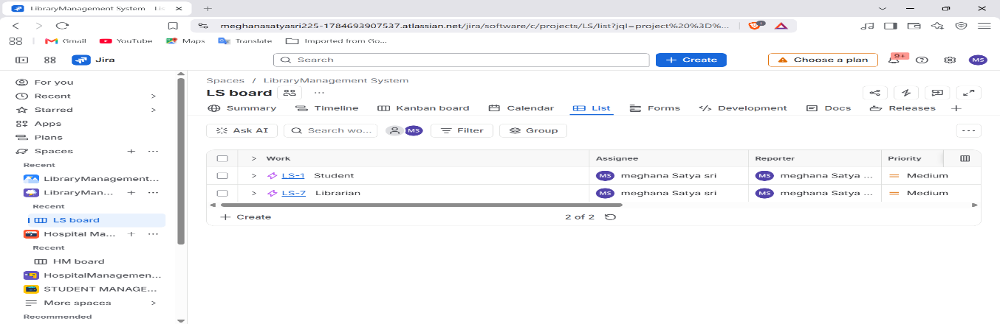 LibraryManagement System - Lis
meghanasatyasri225-1784693907537.atlassian.net/jira/software/c/projects/LS/list?jql=project%20%3D%...
Gmail YouTube Maps Translate Imported from Go...
Jira Search + Create Choose a plan 9+ MS
For you
Recent
Starred
Apps
Plans
Spaces
Recent
LibraryManagement...
LibraryMan...
Recent
LS board
Hospital Ma...
Recent
HM board
HospitalManagemen...
STUDENT MANAGE...
More spaces
Recommended
Spaces / LibraryManagement System
LS board
Summary Timeline Kanban board Calendar List Forms Development Docs Releases
Ask AI Search wo... MS Filter Group
Work Assignee Reporter Priority
LS-1 Student MS meghana Satya sri MS meghana Satya ... Medium
LS-7 Librarian MS meghana Satya sri MS meghana Satya ... Medium
+ Create 2 of 2